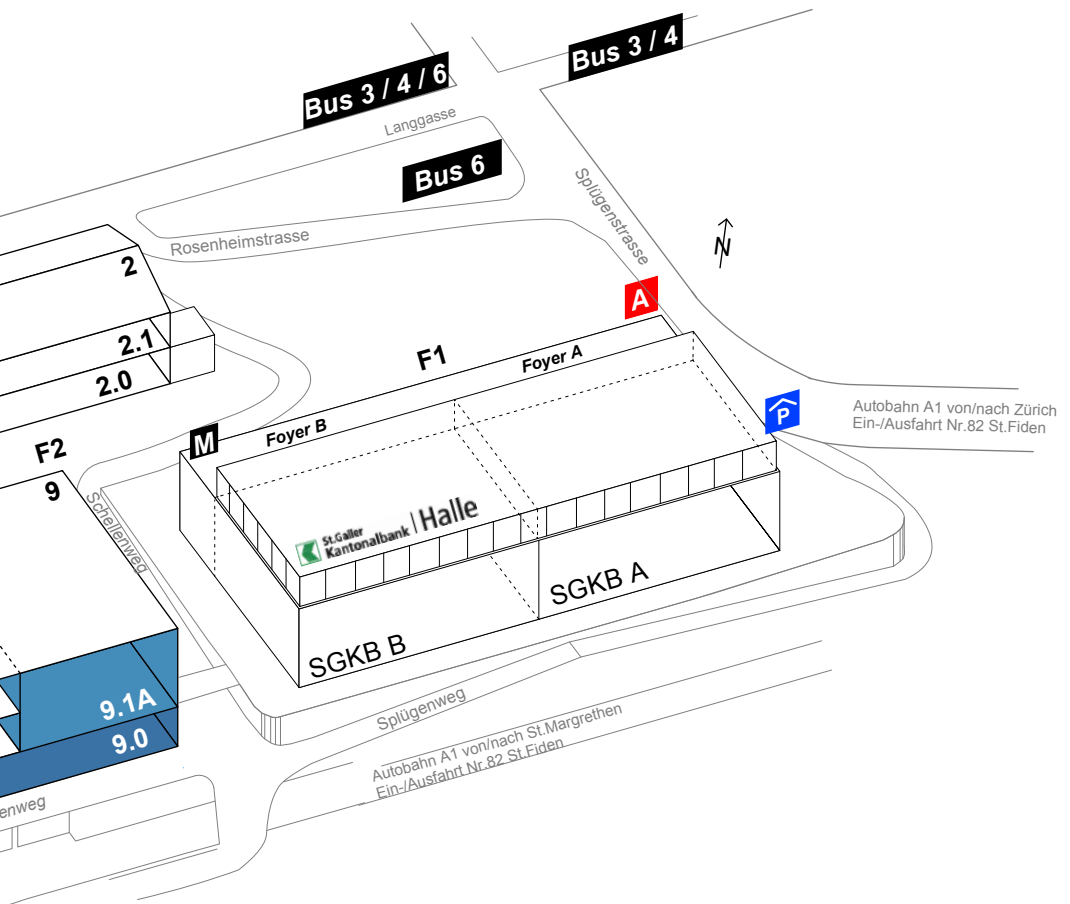 Bus 3 / 4
Bus 3 / 4 / 6
Langgasse
Bus 6
Splügenstrasse
Rosenheimstrasse
N
2
2.1
2.0
A
F1
Foyer A
Foyer B
M
P
Autobahn A1 von/nach Zürich
Ein-/Ausfahrt Nr.82 St.Fiden
F2
9
Schellenweg
St.Galler
Kantonalbank
Halle
SGKB A
SGKB B
9.1A
9.0
Splügenweg
Autobahn A1 von/nach St.Margrethen
Ein-/Ausfahrt Nr.82 St.Fiden
enweg